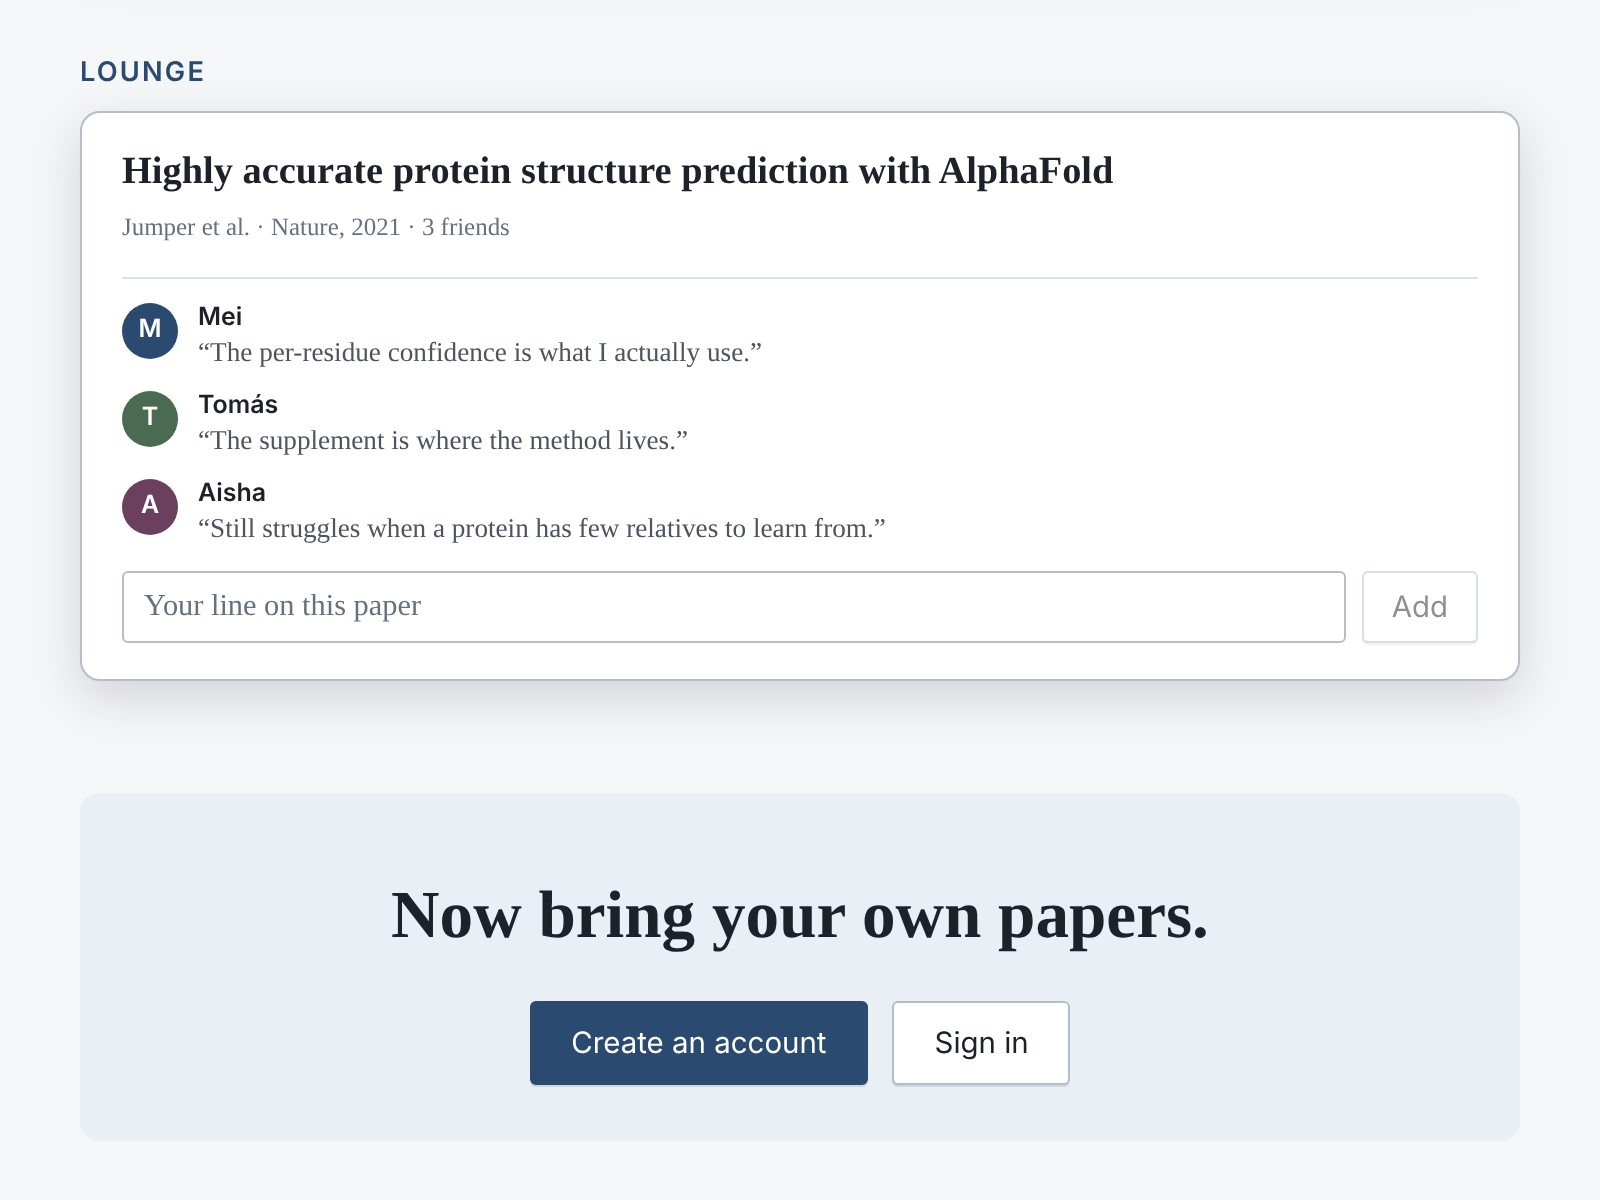 LOUNGE
Highly accurate protein structure prediction with AlphaFold
Jumper et al. · Nature, 2021 · 3 friends
M
Mei
“The per-residue confidence is what I actually use.”
T
Tomás
“The supplement is where the method lives.”
A
Aisha
“Still struggles when a protein has few relatives to learn from.”
Your line on this paper
Add
Now bring your own papers.
Create an account
Sign in